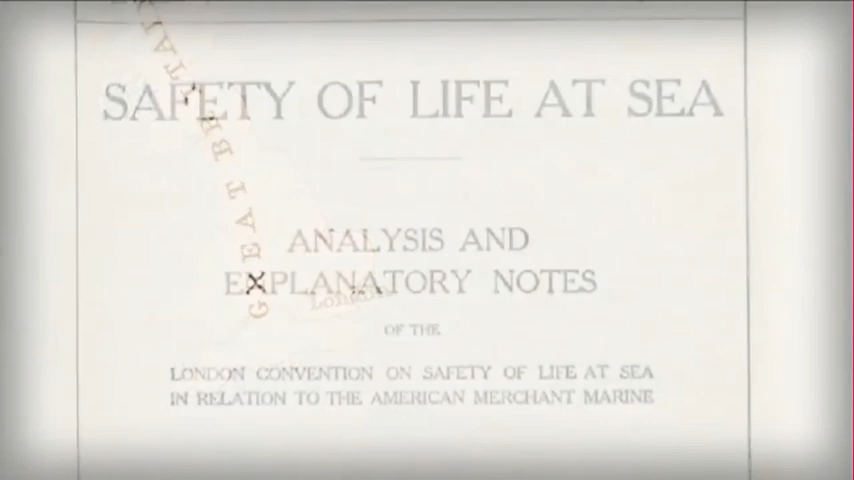 SAFETY OF LIFE AT SEA
ANALYSIS AND
EXPLANATORY NOTES
OF THE
LONDON CONVENTION ON SAFETY OF LIFE AT SEA
IN RELATION TO THE AMERICAN MERCHANT MARINE
GREAT BRITAI
London